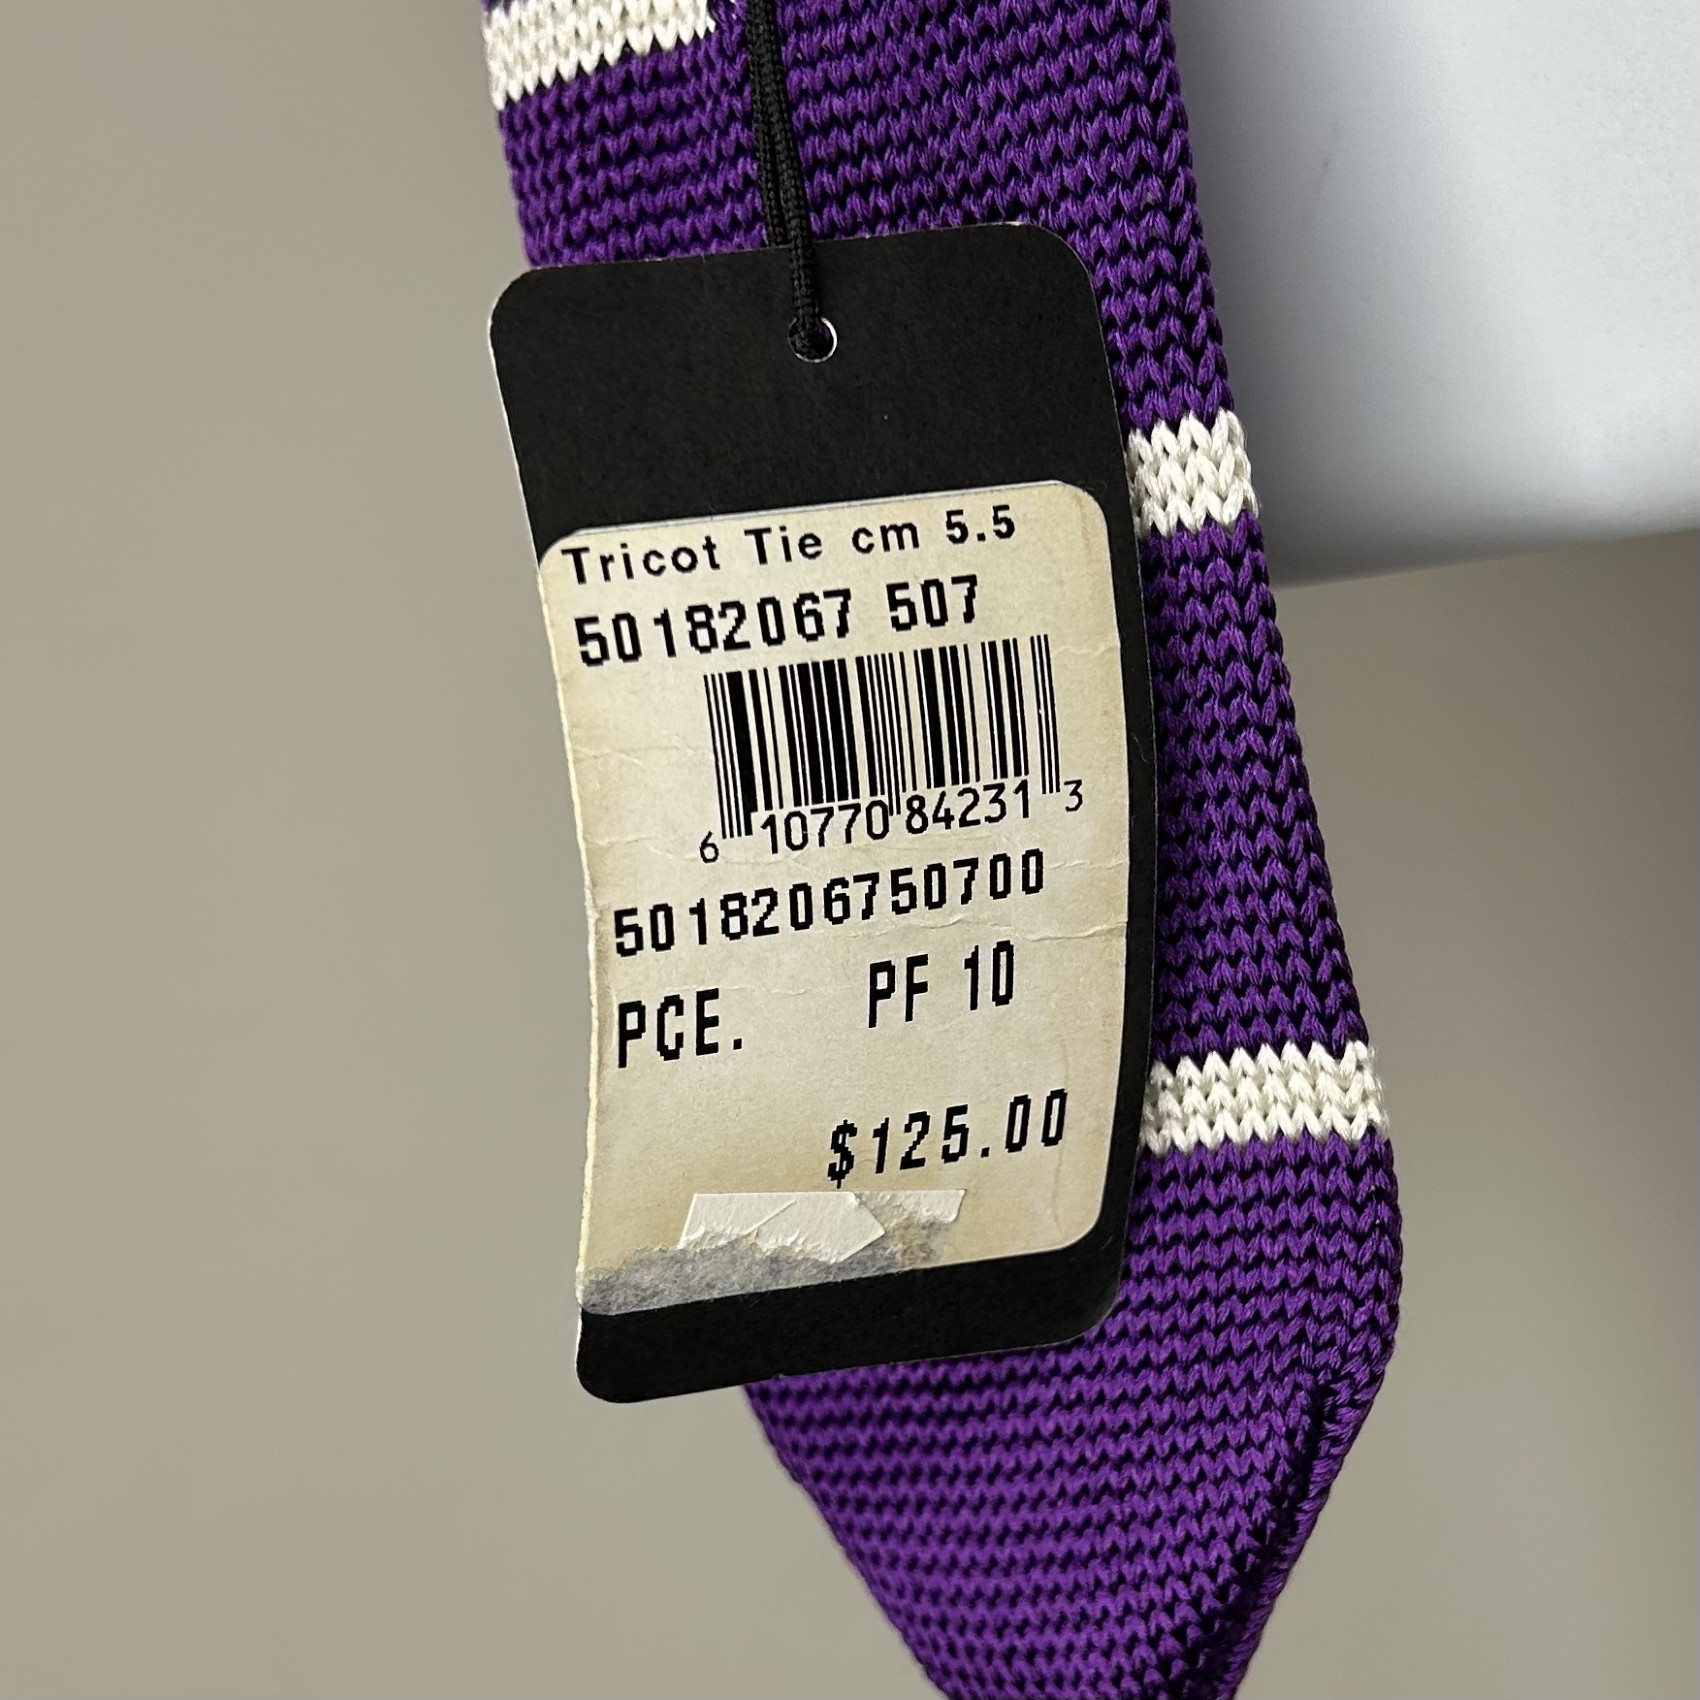 Tricot Tie cm 5.5
50182067 507
6 10770 84231 3
5018206750700
PCE. PF 10
$125.00